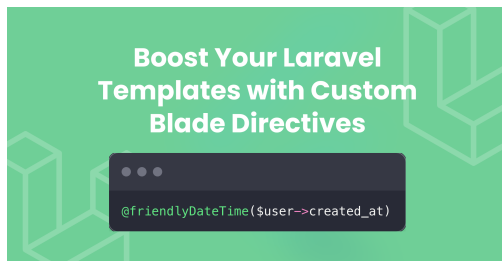 Boost Your Laravel
Templates with Custom
Blade Directives
@friendlyDateTime($user->created_at)